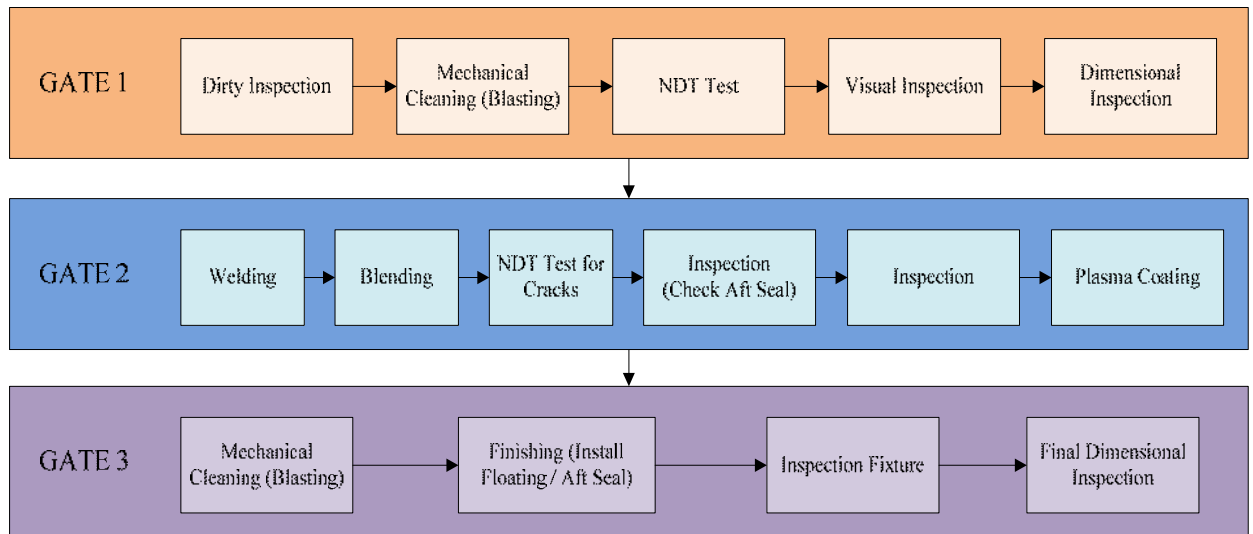 GATE 1
Dirty Inspection
Mechanical
Cleaning (Blasting)
NDT Test
Visual Inspection
Dimensional
Inspection
GATE 2
Welding
Blending
NDT Test for
Cracks
Inspection
(Check Aft Seal)
Inspection
Plasma Coating
GATE 3
Mechanical
Cleaning (Blasting)
Finishing (Install
Floating / Aft Seal)
Inspection Fixture
Final Dimensional
Inspection